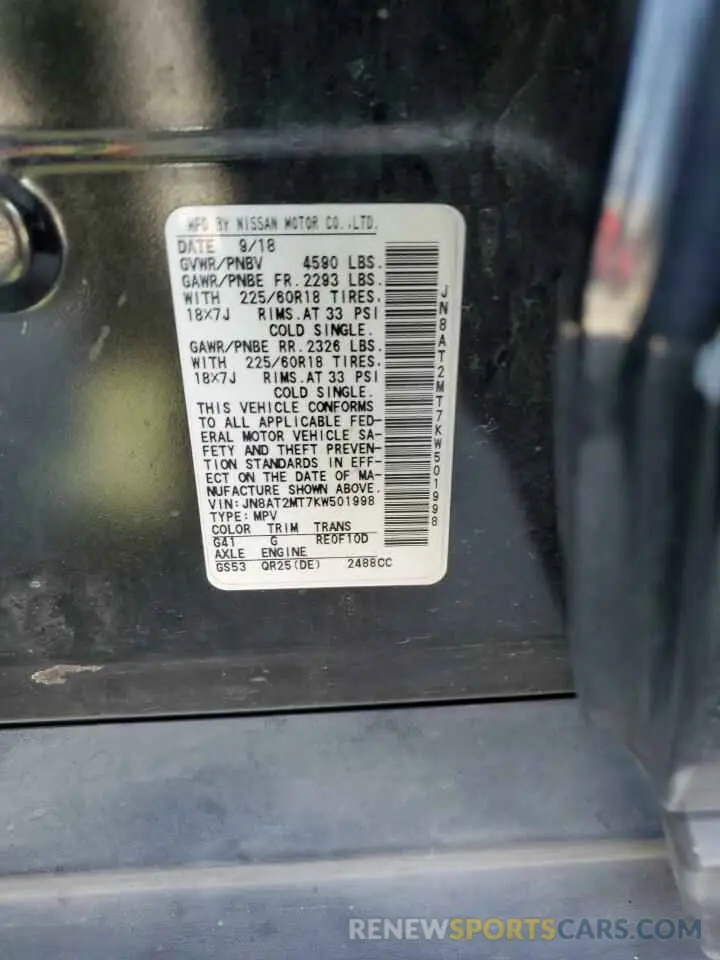 MFD BY NISSAN MOTOR CO.,LTD.
DATE 9/18
GVWR/PNBV 4590 LBS.
GAWR/PNBE FR. 2293 LBS.
WITH 225/60R18 TIRES.
18X7J RIMS.AT 33 PSI
COLD SINGLE.
GAWR/PNBE RR. 2326 LBS.
WITH 225/60R18 TIRES.
18X7J RIMS.AT 33 PSI
COLD SINGLE.
THIS VEHICLE CONFORMS
TO ALL APPLICABLE FED-
ERAL MOTOR VEHICLE SA-
FETY AND THEFT PREVEN-
TION STANDARDS IN EFF-
ECT ON THE DATE OF MA-
NUFACTURE SHOWN ABOVE.
VIN:JN8AT2MT7KW501998
TYPE:MPV
COLOR TRIM TRANS
G41 G RE0F10D
AXLE ENGINE
GS53 QR25(DE) 2488CC
JN8AT2MT7KW501998
RENEWSPORTSCARS.COM